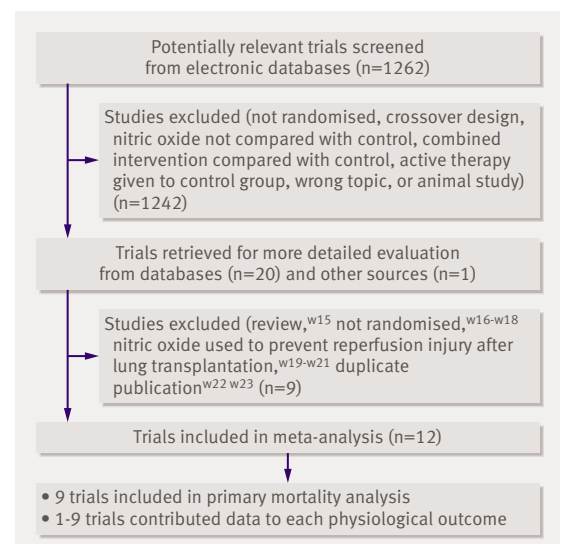 Potentially relevant trials screened
from electronic databases (n=1262)
Studies excluded (not randomised, crossover design,
nitric oxide not compared with control, combined
intervention compared with control, active therapy
given to control group, wrong topic, or animal study)
(n=1242)
Trials retrieved for more detailed evaluation
from databases (n=20) and other sources (n=1)
Studies excluded (review,w15 not randomised,w16-w18
nitric oxide used to prevent reperfusion injury after
lung transplantation,w19-w21 duplicate
publicationw22 w23 (n=9)
Trials included in meta-analysis (n=12)
• 9 trials included in primary mortality analysis
• 1-9 trials contributed data to each physiological outcome